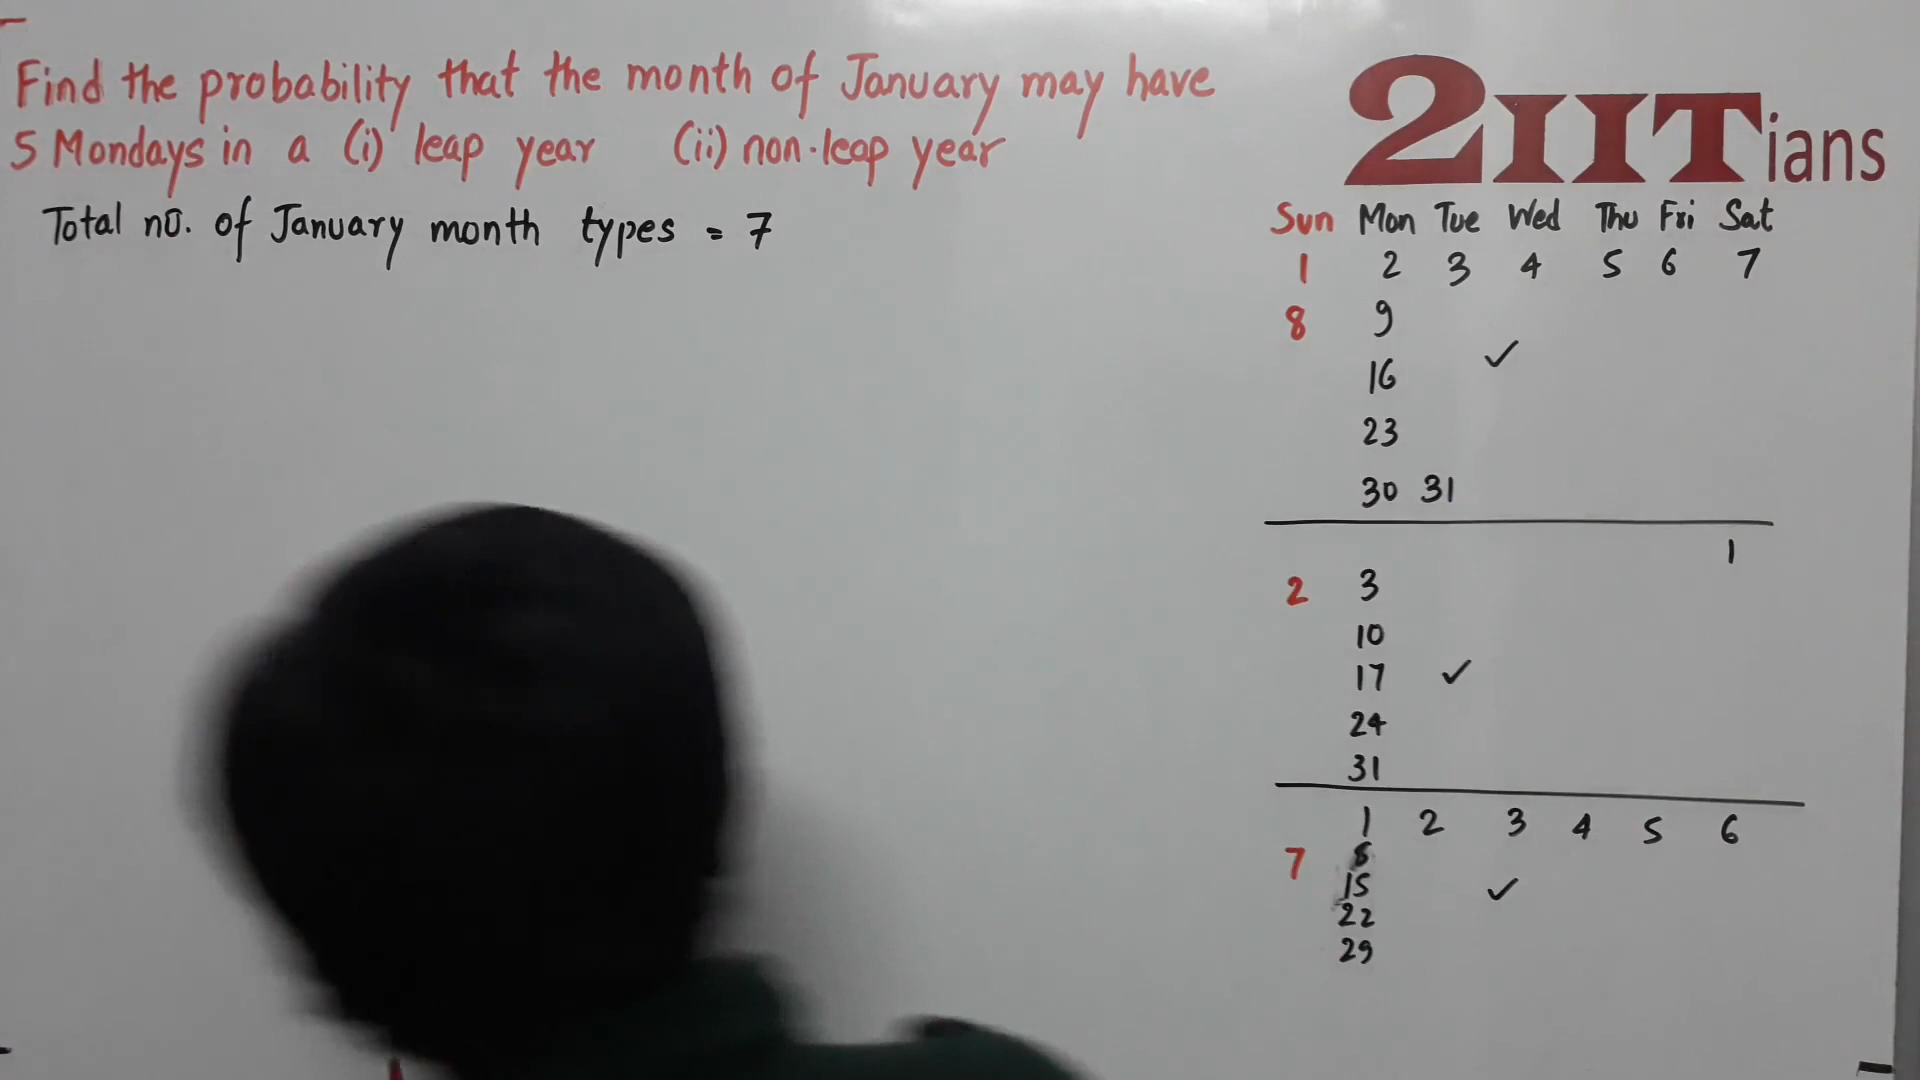 Find the probability that the month of January may have
5 Mondays in a (i) leap year (ii) non-leap year
Total no. of January month types = 7
2IITians
Sun Mon Tue Wed Thu Fri Sat
1 2 3 4 5 6 7
8 9
16 ✓
23
30 31
1
2 3
10
17 ✓
24
31
1 2 3 4 5 6
7 8
15 ✓
22
29